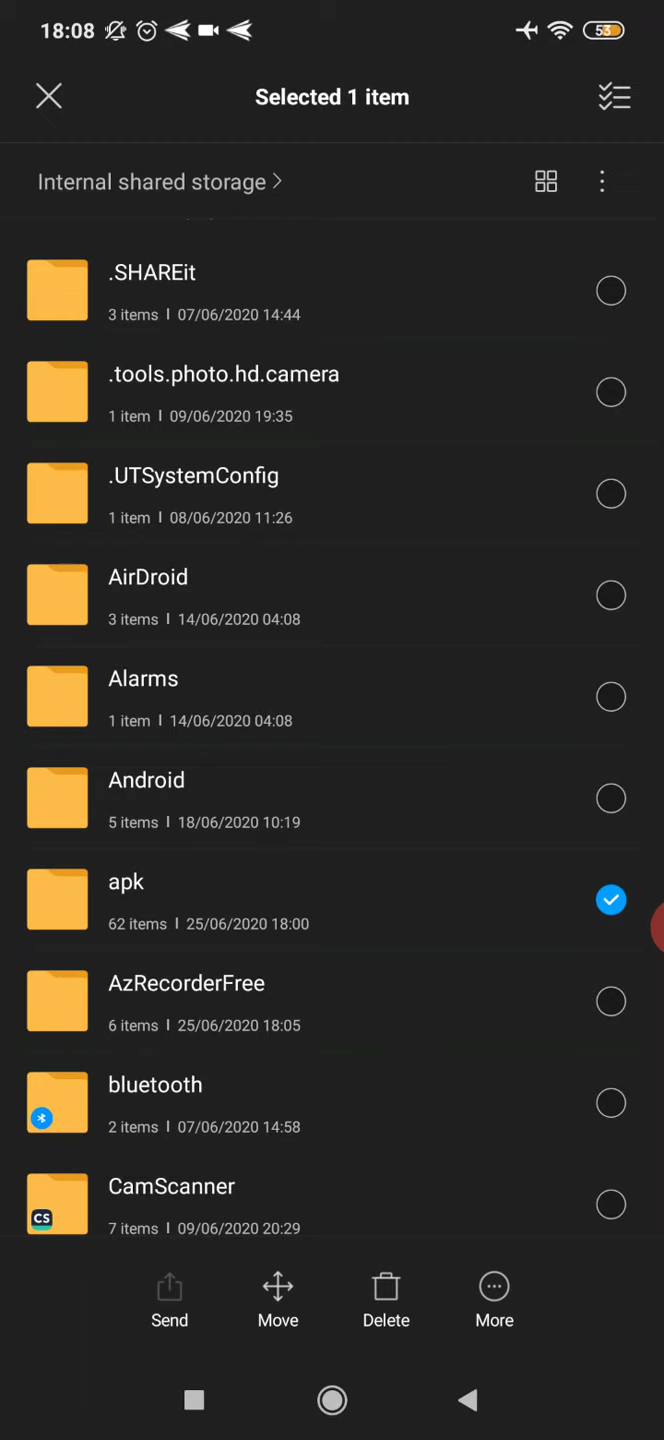 18:08
53
Selected 1 item
Internal shared storage >
.SHAREit
3 items | 07/06/2020 14:44
.tools.photo.hd.camera
1 item | 09/06/2020 19:35
.UTSystemConfig
1 item | 08/06/2020 11:26
AirDroid
3 items | 14/06/2020 04:08
Alarms
1 item | 14/06/2020 04:08
Android
5 items | 18/06/2020 10:19
apk
62 items | 25/06/2020 18:00
AzRecorderFree
6 items | 25/06/2020 18:05
bluetooth
2 items | 07/06/2020 14:58
CamScanner
CS
7 items | 09/06/2020 20:29
Send Move Delete More